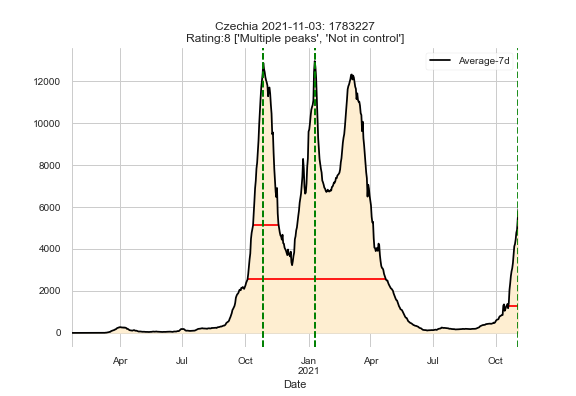 Czechia 2021-11-03: 1783227
Rating:8 ['Multiple peaks', 'Not in control']
Average-7d
12000
10000
8000
6000
4000
2000
0
Apr Jul Oct Jan Apr Jul Oct
2021
Date